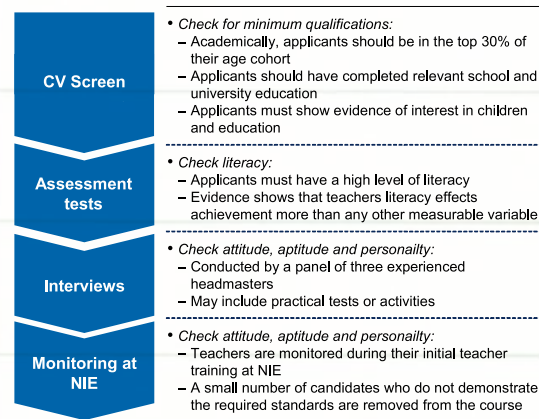 CV Screen
• Check for minimum qualifications:
– Academically, applicants should be in the top 30% of
their age cohort
– Applicants should have completed relevant school and
university education
– Applicants must show evidence of interest in children
and education
Assessment
tests
• Check literacy:
– Applicants must have a high level of literacy
– Evidence shows that teachers literacy effects
achievement more than any other measurable variable
Interviews
• Check attitude, aptitude and personailty:
– Conducted by a panel of three experienced
headmasters
– May include practical tests or activities
Monitoring at
NIE
• Check attitude, aptitude and personailty:
– Teachers are monitored during their initial teacher
training at NIE
– A small number of candidates who do not demonstrate
the required standards are removed from the course